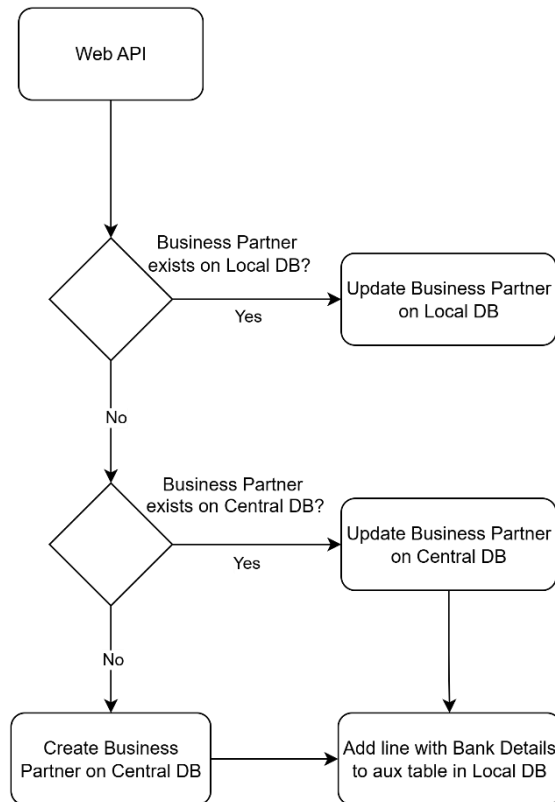 Web API
Business Partner
exists on Local DB?
Yes
Update Business Partner
on Local DB
No
Business Partner
exists on Central DB?
Yes
Update Business Partner
on Central DB
No
Create Business
Partner on Central DB
Add line with Bank Details
to aux table in Local DB